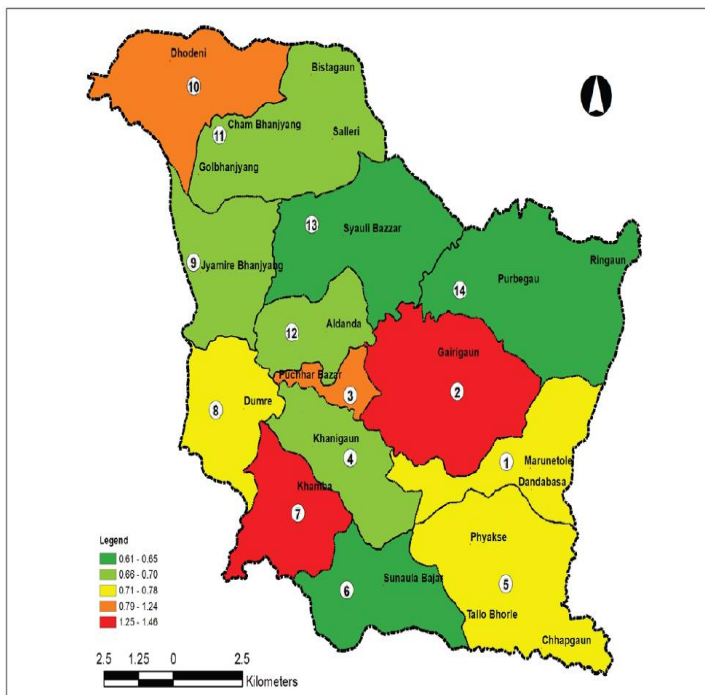 Dhodeni
10
Bistagaun
11
Cham Bhanjyang
Salleri
Golbhanjyang
13
Syauli Bazzar
9
Jyamire Bhanjyang
Ringaun
Purbegau
14
12
Aldanda
Gairigaun
Puchhar Bazar
3
2
8
Dumre
Khanigaun
4
1
Marunetole
Dandabasa
Khamba
7
Phyakse
Sunaula Bajar
6
5
Tallo Bhorle
Chhapgaun
Legend
0.61 - 0.65
0.66 - 0.70
0.71 - 0.78
0.79 - 1.24
1.25 - 1.46
2.5 1.25 0 2.5
Kilometers